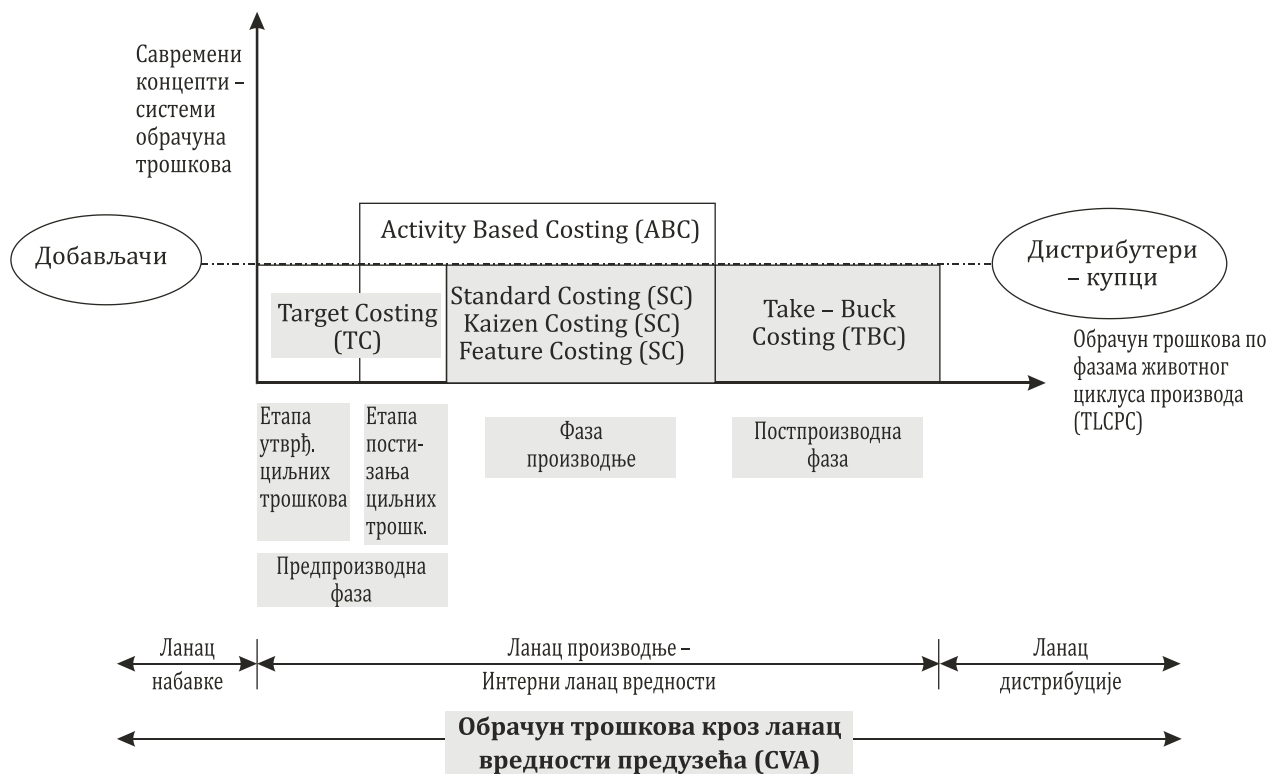 Савремени
концепти –
системи
обрачуна
трошкова
Activity Based Costing (ABC)
Добављачи
Дистрибутери
– купци
Target Costing
(TC)
Standard Costing (SC)
Kaizen Costing (SC)
Feature Costing (SC)
Take – Buck
Costing (TBC)
Обрачун трошкова по
фазама животног
циклуса производа
(TLCPC)
Етапа
утврђ.
циљних
трошкова
Етапа
пости-
зања
циљних
трошк.
Фаза
производње
Постпроизводна
фаза
Предпроизводна
фаза
Ланац
набавке
Ланац производње –
Интерни ланац вредности
Ланац
дистрибуције
Обрачун трошкова кроз ланац
вредности предузећа (CVA)